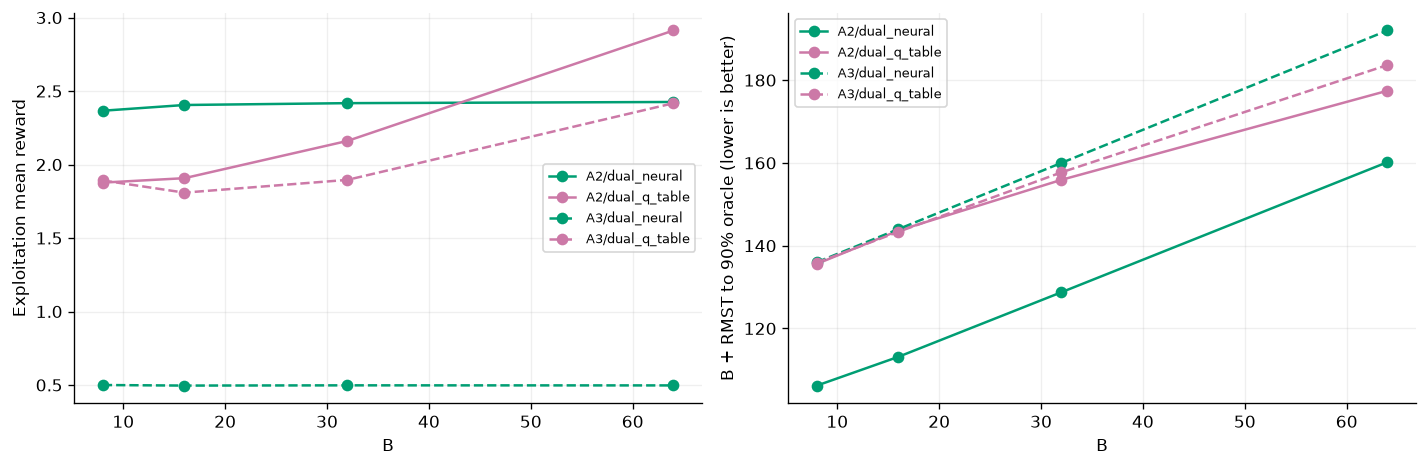 3.0
2.5
2.0
1.5
1.0
0.5
10
20
30
40
50
60
B
Exploitation mean reward
A2/dual_neural
A2/dual_q_table
A3/dual_neural
A3/dual_q_table
180
160
140
120
10
20
30
40
50
60
B
B + RMST to 90% oracle (lower is better)
A2/dual_neural
A2/dual_q_table
A3/dual_neural
A3/dual_q_table